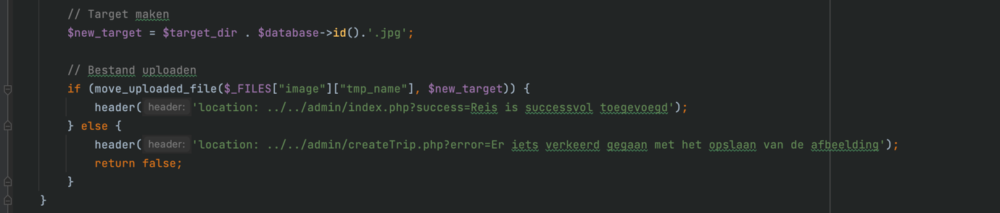 // Target maken
$new_target = $target_dir . $database->id().'.jpg';
// Bestand uploaden
if (move_uploaded_file($_FILES["image"]["tmp_name"], $new_target)) {
header( header: 'location: ../../admin/index.php?success=Reis is successvol toegevoegd');
} else {
header( header: 'location: ../../admin/createTrip.php?error=Er iets verkeerd gegaan met het opslaan van de afbeelding');
return false;
}
}